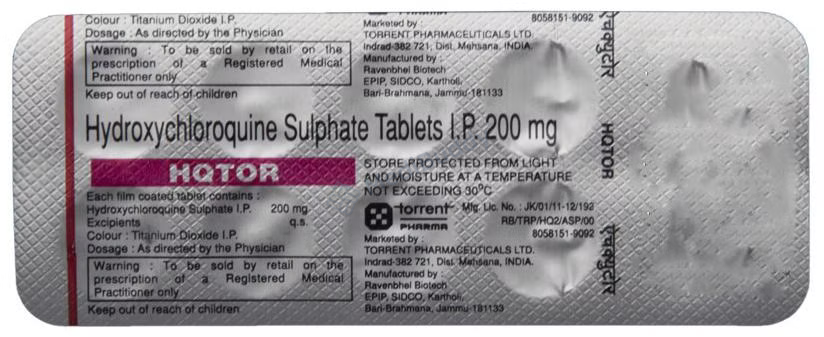 Colour : Titanium Dioxide I.P.
Dosage : As directed by the Physician
Warning : To be sold by retail on the
prescription of a Registered Medical
Practitioner only
Keep out of reach of children
Marketed by :
TORRENT PHARMACEUTICALS LTD.
Indrad-382 721, Dist. Mehsana, INDIA.
Manufactured by :
Ravenbhel Biotech
EPIP, SIDCO, Kartholi,
Bari-Brahmana, Jammu-181133
8058151-9092
Hydroxychloroquine Sulphate Tablets I.P. 200 mg
HQTOR
STORE PROTECTED FROM LIGHT
AND MOISTURE AT A TEMPERATURE
NOT EXCEEDING 30°C
Each film coated tablet contains :
Hydroxychloroquine Sulphate I.P. 200 mg.
Excipients q.s.
Colour : Titanium Dioxide I.P.
Dosage : As directed by the Physician
Warning : To be sold by retail on the
prescription of a Registered Medical
Practitioner only
Keep out of reach of children
torrent
PHARMA
Mfg. Lic. No. : JK/01/11-12/192
RB/TRP/HQ2/ASP/00
8058151-9092
Marketed by :
TORRENT PHARMACEUTICALS LTD.
Indrad-382 721, Dist. Mehsana, INDIA.
Manufactured by :
Ravenbhel Biotech
EPIP, SIDCO, Kartholi,
Bari-Brahmana, Jammu-181133
एचक्यूटोर
HQTOR
एचक्यूटोर